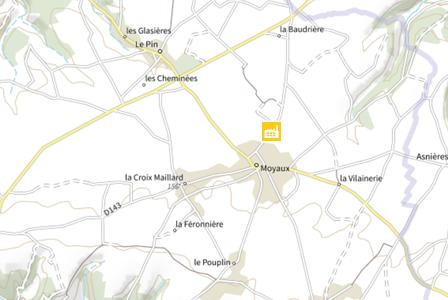 les Glasières
la Baudrière
Le Pin
les Cheminées
Asnières
Moyaux
la Croix Maillard
156
la Vilainerie
D143
la Féronnière
le Pouplin